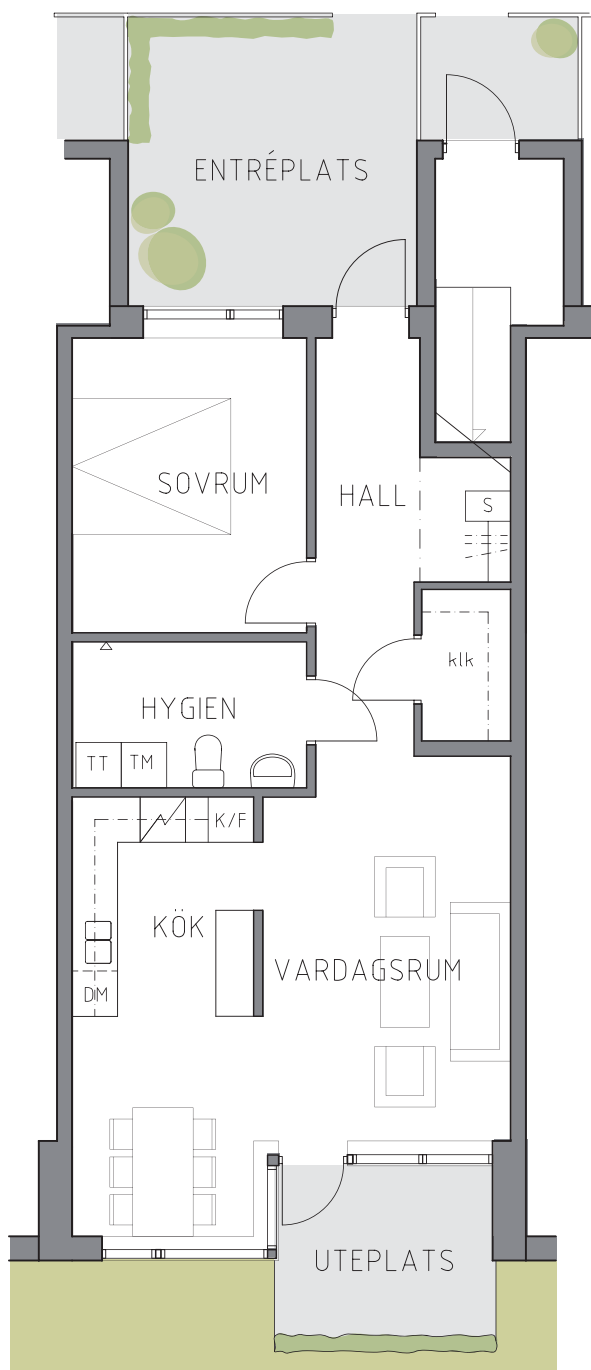 ENTRÉPLATS
SOVRUM
HALL
S
klk
HYGIEN
TT
TM
K/F
KÖK
VARDAGSRUM
DM
UTEPLATS